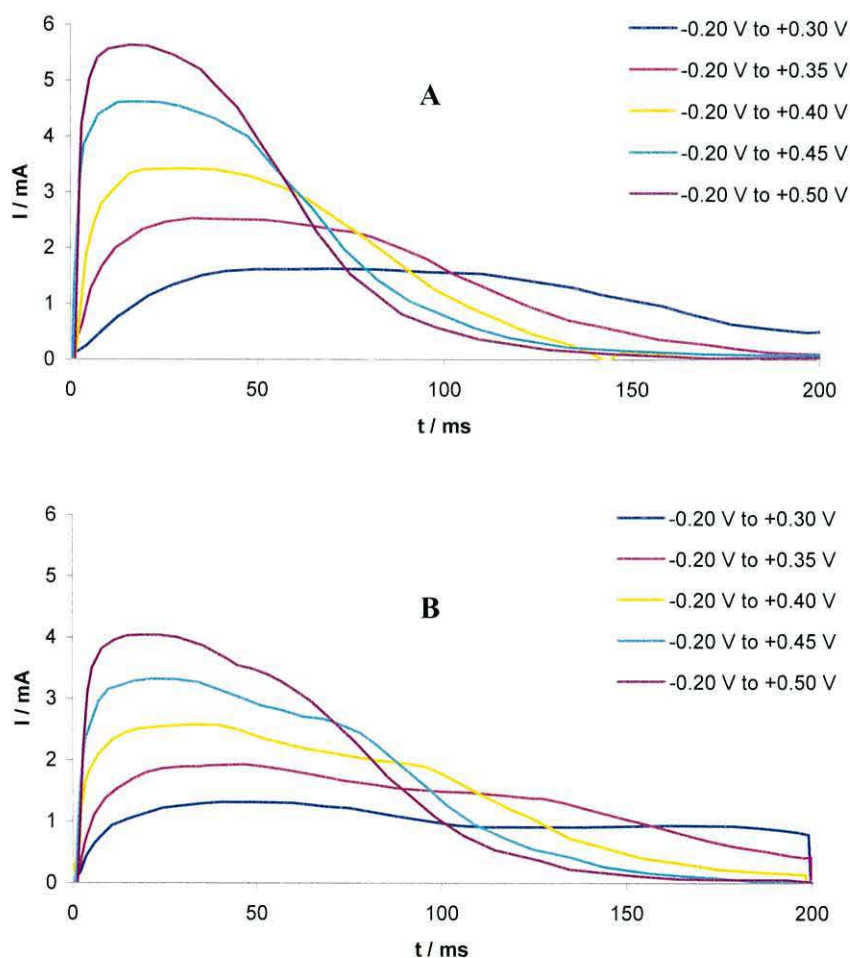 6
5
4
3
2
1
0
I / mA
A
-0.20 V to +0.30 V
-0.20 V to +0.35 V
-0.20 V to +0.40 V
-0.20 V to +0.45 V
-0.20 V to +0.50 V
0
50
100
150
200
t / ms
6
5
4
3
2
1
0
I / mA
B
-0.20 V to +0.30 V
-0.20 V to +0.35 V
-0.20 V to +0.40 V
-0.20 V to +0.45 V
-0.20 V to +0.50 V
0
50
100
150
200
t / ms